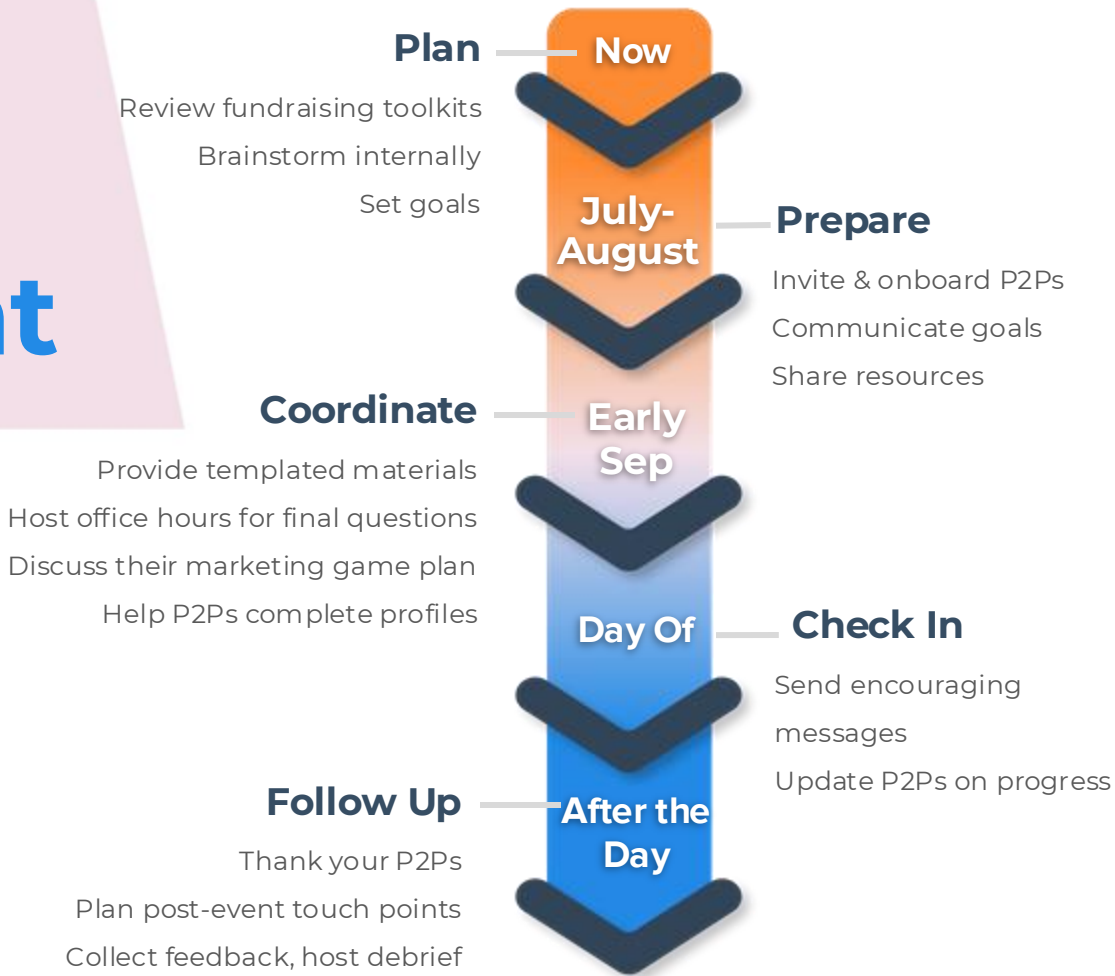 Plan
Now
Review fundraising toolkits
Brainstorm internally
Set goals
July-
August
Prepare
Invite & onboard P2Ps
Communicate goals
Share resources
Coordinate
Early
Sep
Provide templated materials
Host office hours for final questions
Discuss their marketing game plan
Help P2Ps complete profiles
Day Of
Check In
Send encouraging
messages
Update P2Ps on progress
Follow Up
After the
Day
Thank your P2Ps
Plan post-event touch points
Collect feedback, host debrief